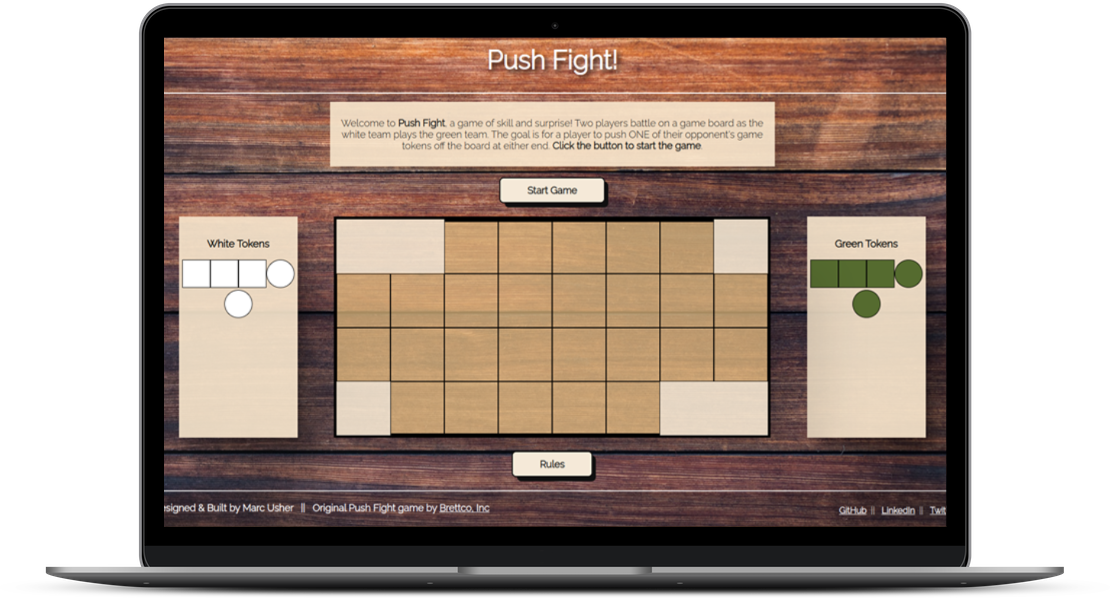 Push Fight!
Welcome to Push Fight, a game of skill and surprise! Two players battle on a game board as the
white team plays the green team. The goal is for a player to push ONE of their opponent's game
tokens off the board at either end. Click the button to start the game.
Start Game
White Tokens
Green Tokens
Rules
esigned & Built by Marc Usher || Original Push Fight game by Brettco, Inc
GitHub || LinkedIn || Twit